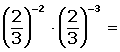 (2/3)⁻² · (2/3)⁻³ =